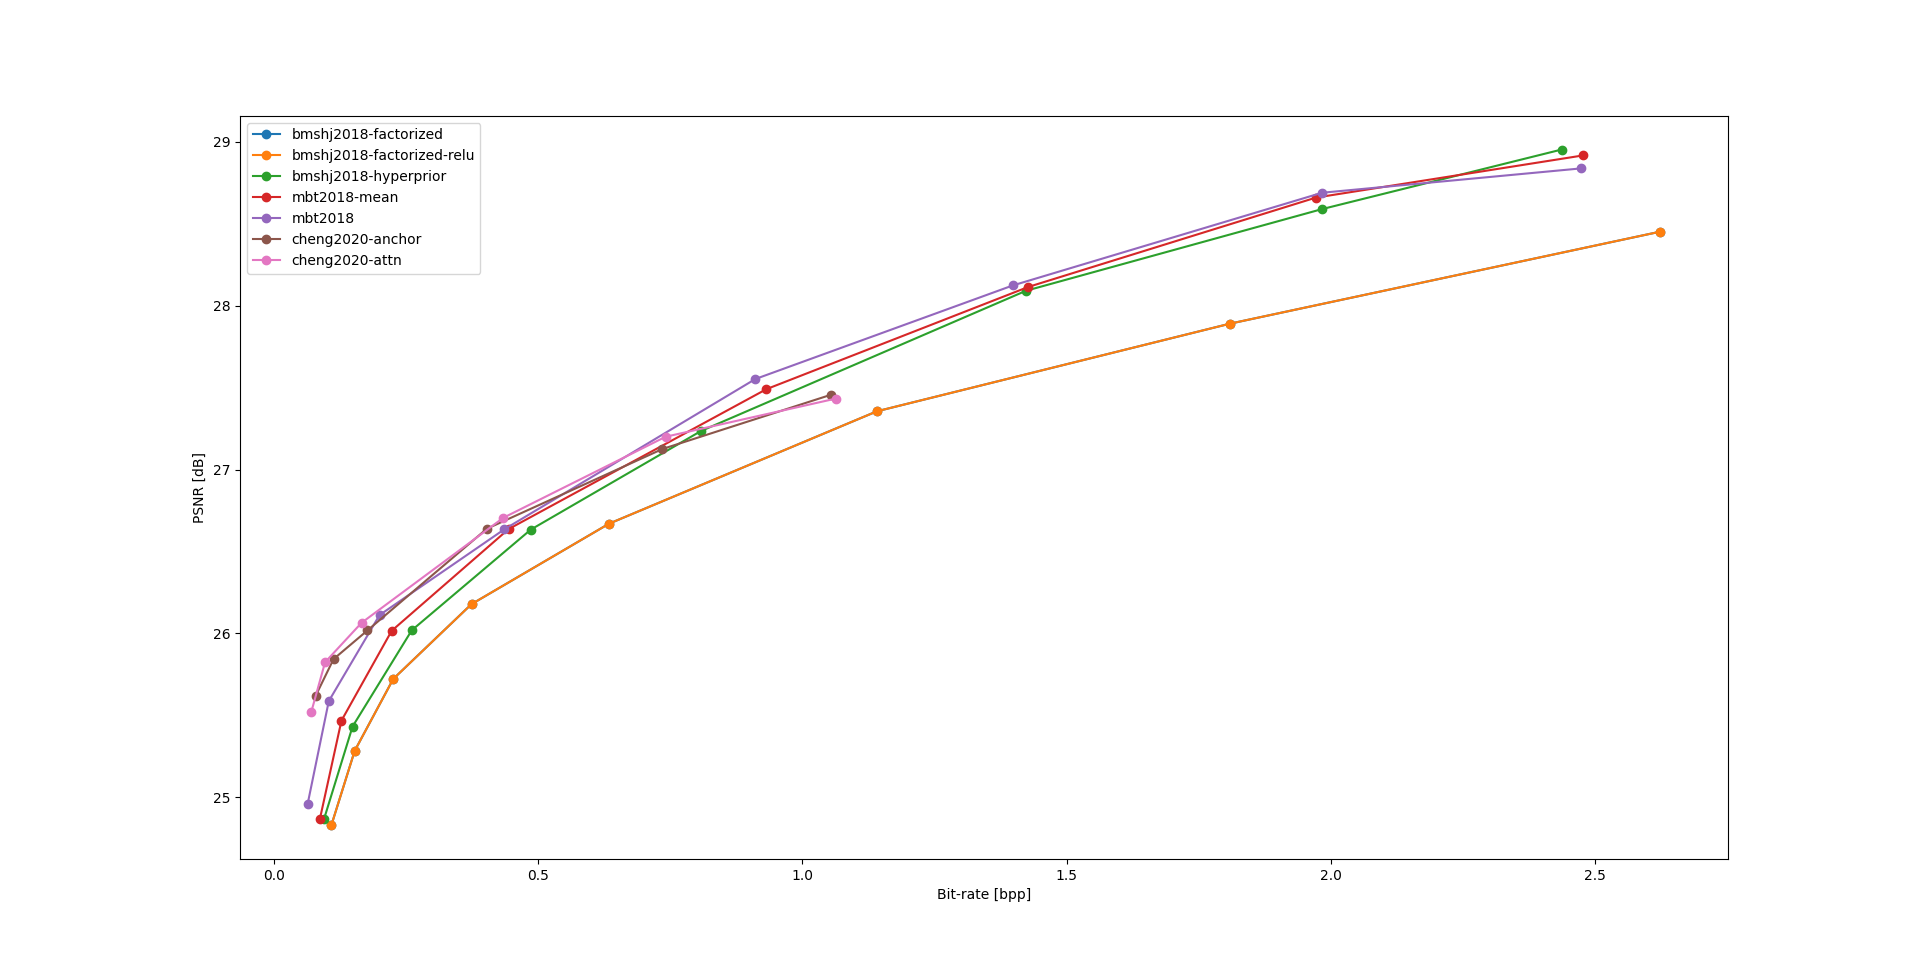 bmshj2018-factorized
bmshj2018-factorized-relu
bmshj2018-hyperprior
mbt2018-mean
mbt2018
cheng2020-anchor
cheng2020-attn
29
28
27
26
25
PSNR [dB]
0.0 0.5 1.0 1.5 2.0 2.5
Bit-rate [bpp]